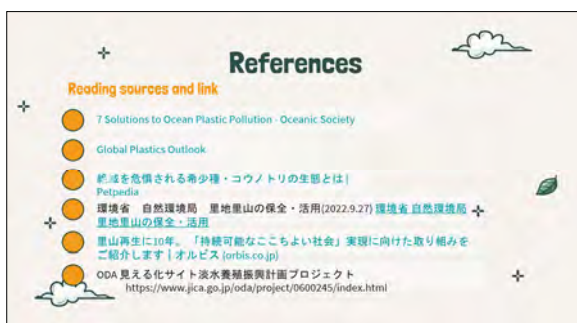 References
Reading sources and link
7 Solutions to Ocean Plastic Pollution - Oceanic Society
Global Plastics Outlook
絶滅を危惧される希少種・コウノトリの生態とは |
Petpedia
環境省　自然環境局　里地里山の保全・活用(2022.9.27) 環境省 自然環境局
里地里山の保全・活用
里山再生に10年。「持続可能なここちよい社会」実現に向けた取り組みを
ご紹介します | オルビス (orbis.co.jp)
ODA 見える化サイト淡水養殖振興計画プロジェクト
https://www.jica.go.jp/oda/project/0600245/index.html